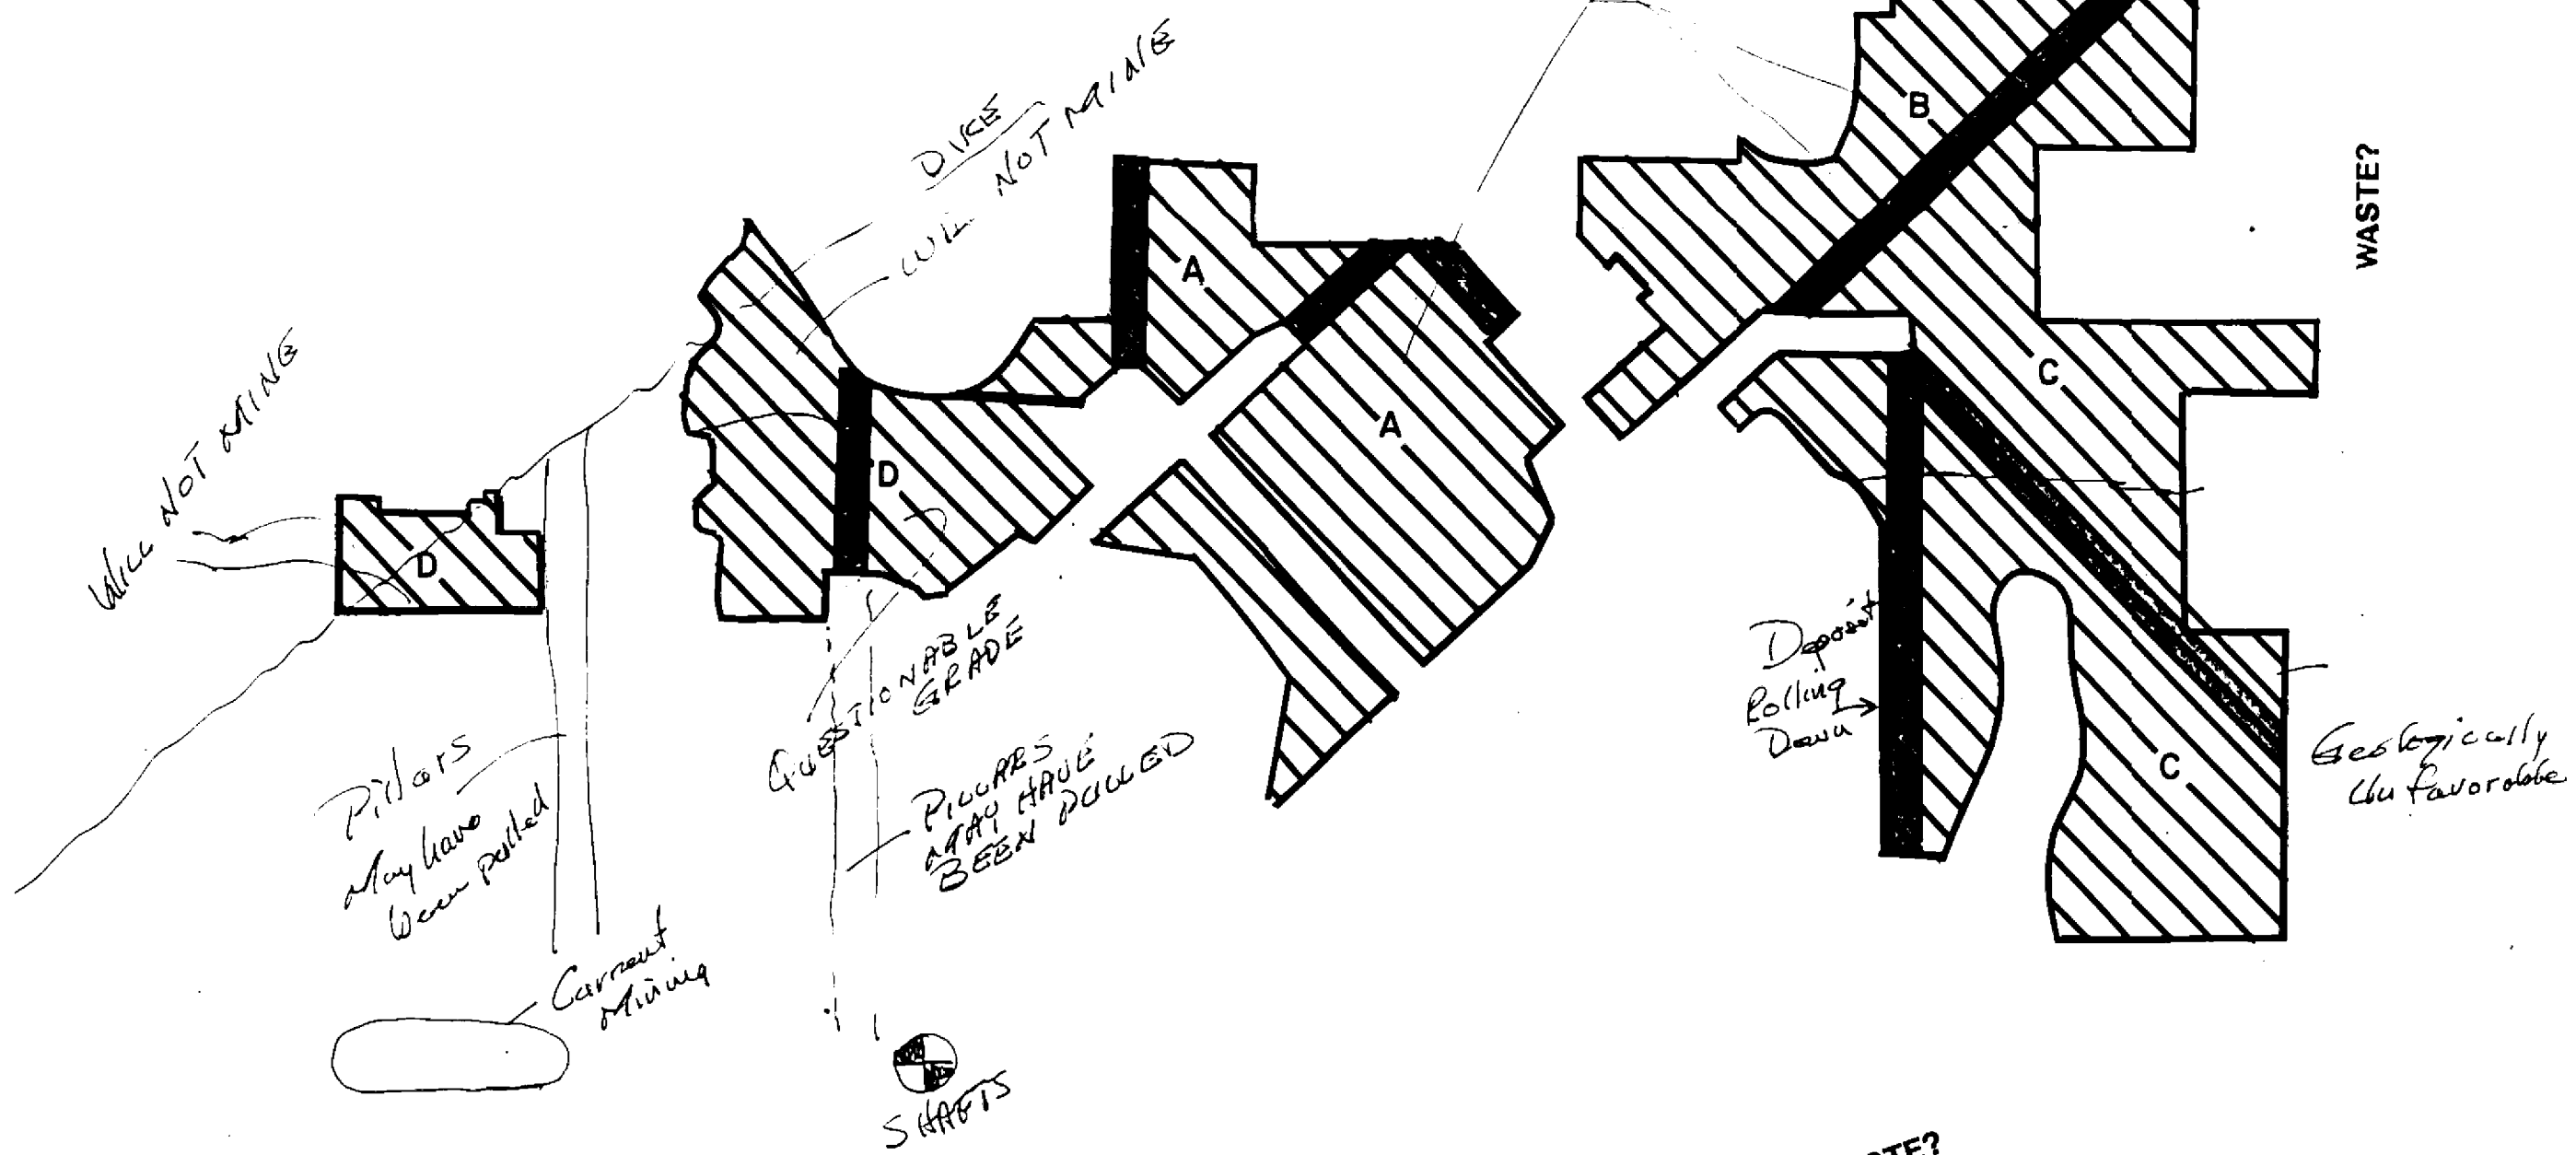 DIKE
WILL NOT MINE
B
WASTE?
A
WILL NOT MINE
C
A
D
D
QUESTIONABLE
GRADE
Deposit
Rolling
Down
Geologically
Unfavorable
C
Pillars
May have
been pulled
PILLARS
MAY HAVE
BEEN PULLED
Current
Mining
SHAFTS